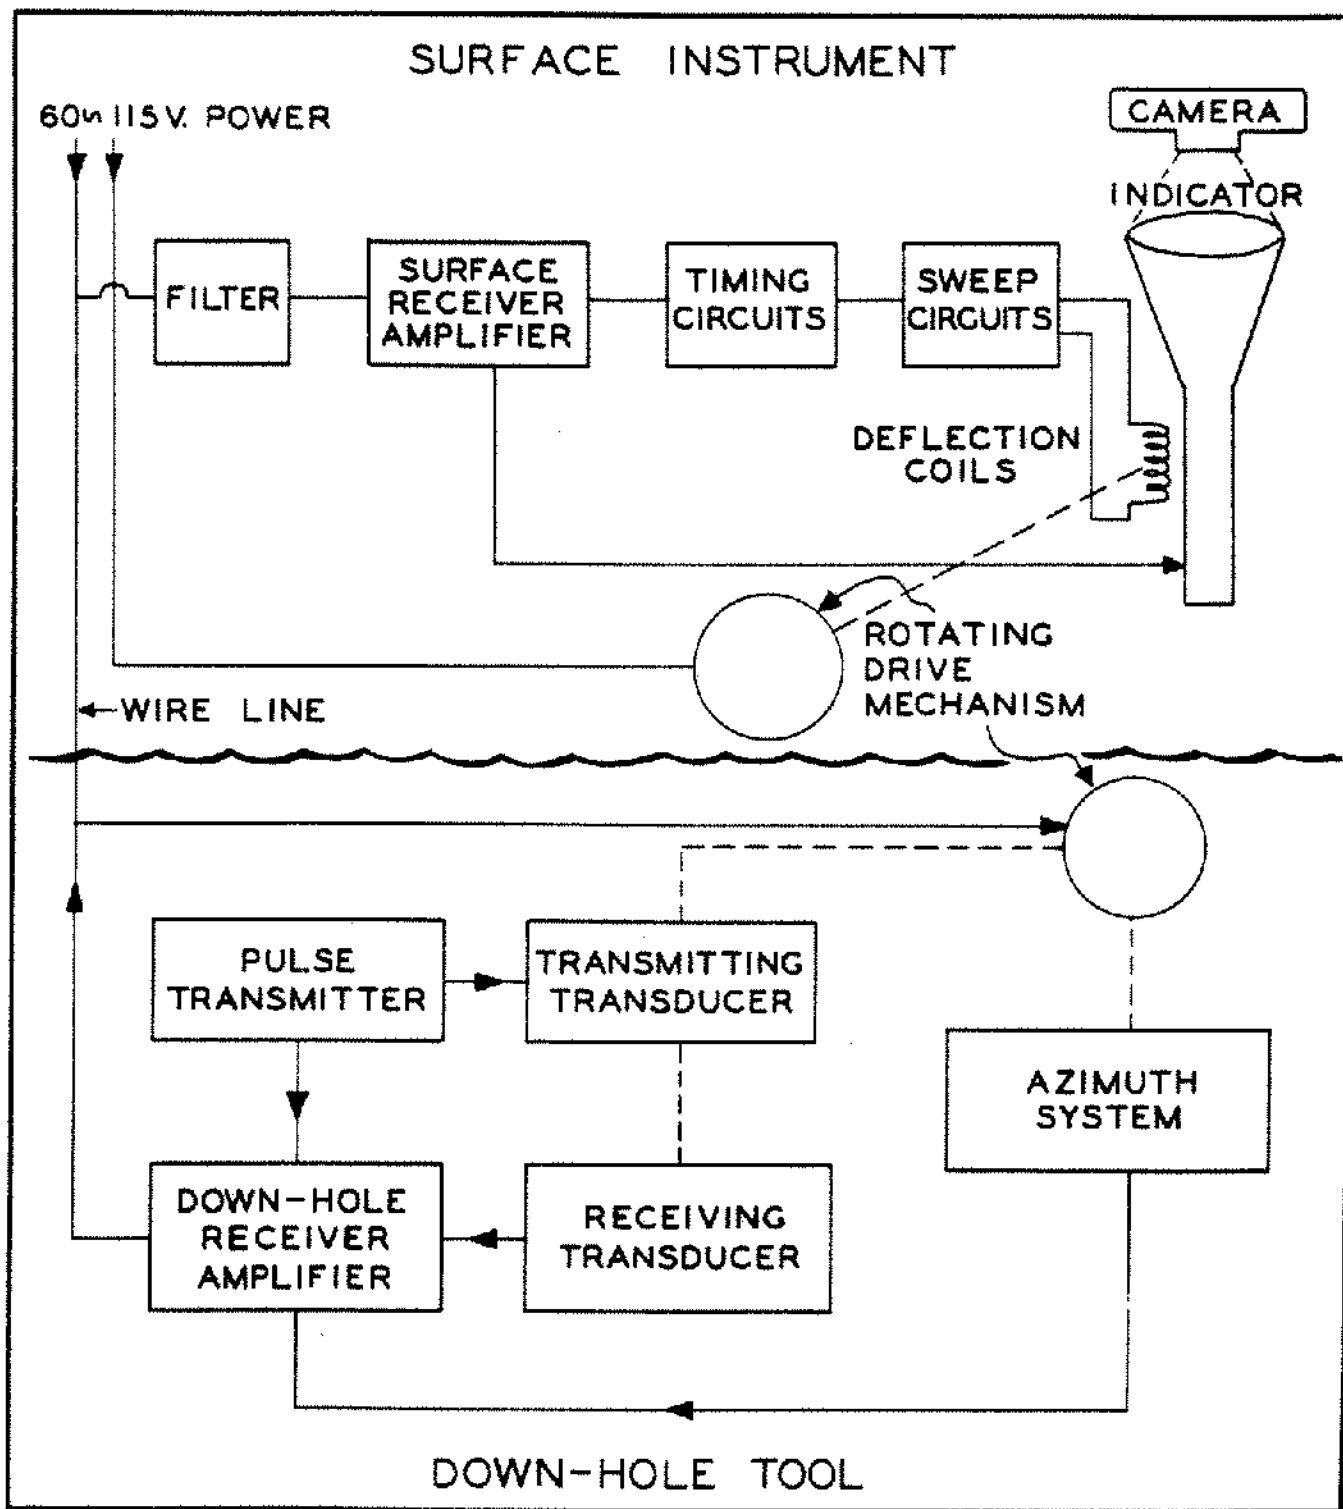 SURFACE INSTRUMENT
60~115V. POWER
CAMERA
INDICATOR
FILTER
SURFACE
RECEIVER
AMPLIFIER
TIMING
CIRCUITS
SWEEP
CIRCUITS
DEFLECTION
COILS
ROTATING
DRIVE
MECHANISM
WIRE LINE
PULSE
TRANSMITTER
TRANSMITTING
TRANSDUCER
AZIMUTH
SYSTEM
DOWN-HOLE
RECEIVER
AMPLIFIER
RECEIVING
TRANSDUCER
DOWN-HOLE TOOL